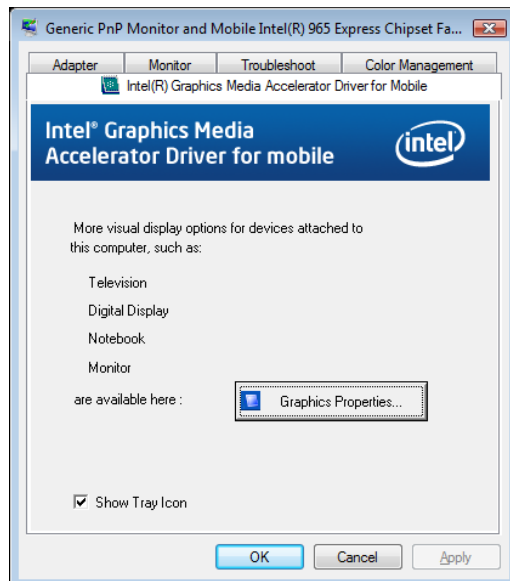 Generic PnP Monitor and Mobile Intel(R) 965 Express Chipset Fa...
Adapter
Monitor
Troubleshoot
Color Management
Intel(R) Graphics Media Accelerator Driver for Mobile
Intel® Graphics Media
Accelerator Driver for mobile
intel
More visual display options for devices attached to
this computer, such as:
Television
Digital Display
Notebook
Monitor
are available here :
Graphics Properties...
Show Tray Icon
OK
Cancel
Apply